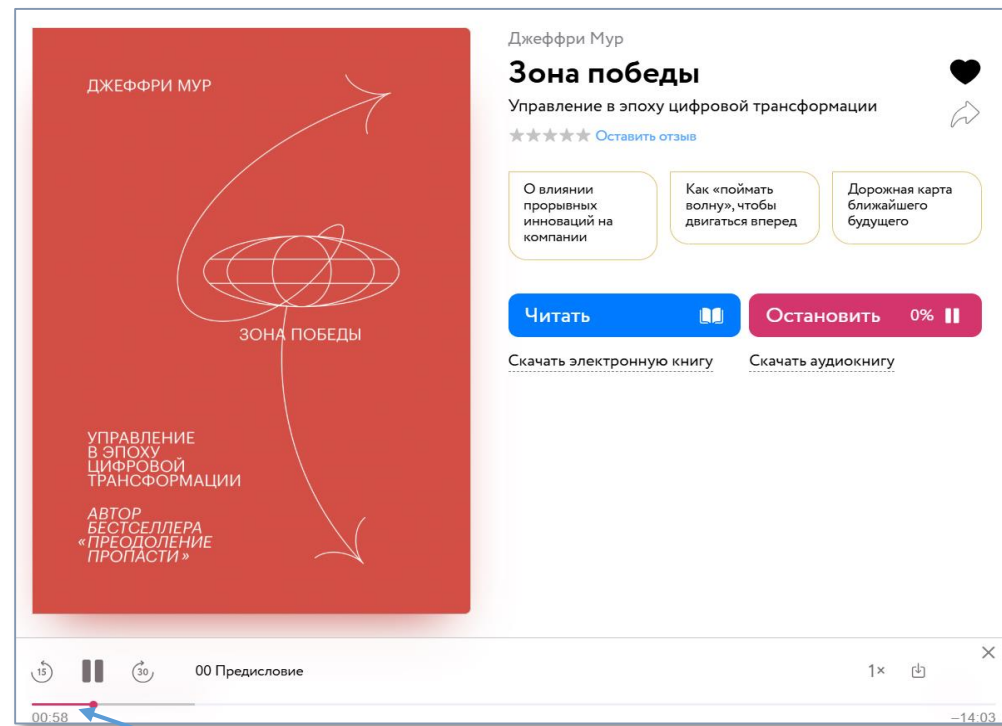 ДЖЕФФРИ МУР
ЗОНА ПОБЕДЫ
УПРАВЛЕНИЕ
В ЭПОХУ
ЦИФРОВОЙ
ТРАНСФОРМАЦИИ
АВТОР
БЕСТСЕЛЛЕРА
«ПРЕОДОЛЕНИЕ
ПРОПАСТИ»
Джеффри Мур
Зона победы
Управление в эпоху цифровой трансформации
Оставить отзыв
О влиянии
прорывных
инноваций на
компании
Как «поймать
волну», чтобы
двигаться вперед
Дорожная карта
ближайшего
будущего
Читать
Остановить 0%
Скачать электронную книгу
Скачать аудиокнигу
15
30
00 Предисловие
1×
00:58
−14:03